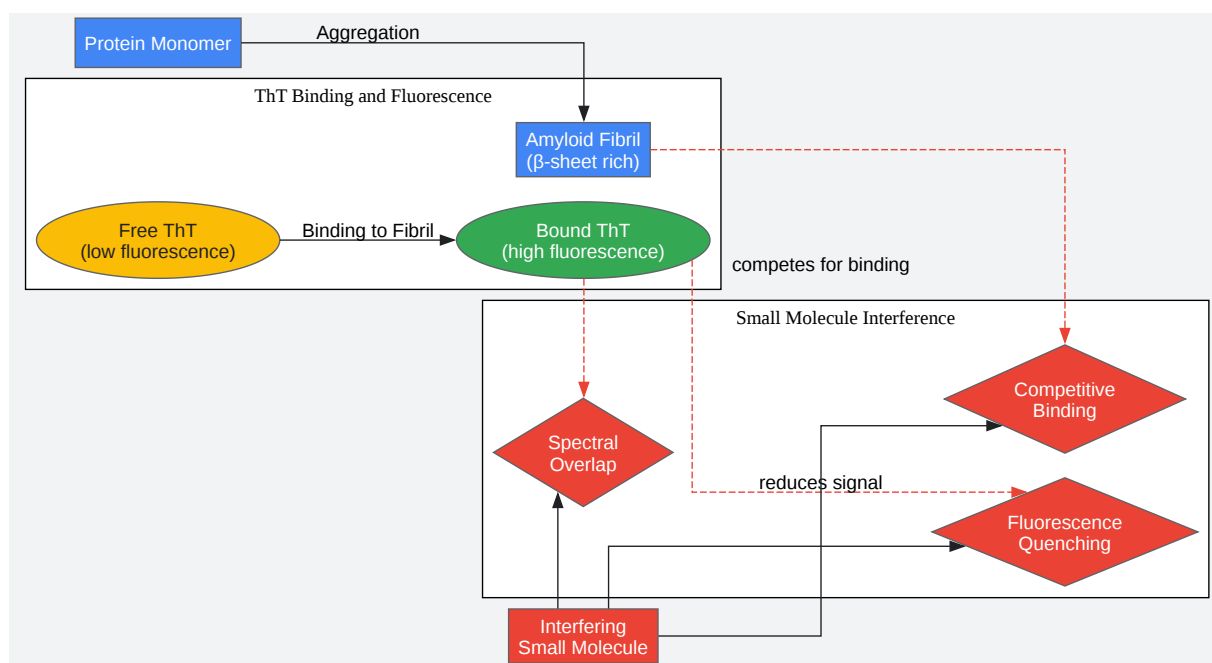 Protein Monomer
Aggregation
ThT Binding and Fluorescence
Amyloid Fibril
(β-sheet rich)
Free ThT
(low fluorescence)
Binding to Fibril
Bound ThT
(high fluorescence)
competes for binding
Small Molecule Interference
Competitive
Binding
Spectral
Overlap
reduces signal
Fluorescence
Quenching
Interfering
Small Molecule